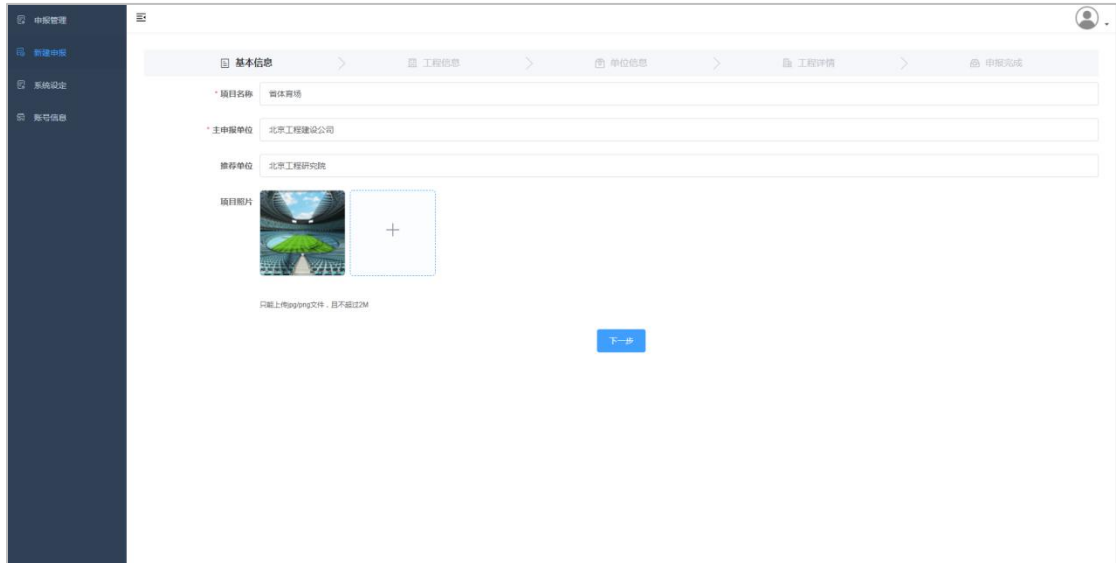 申报管理
新建申报
系统设定
账号信息
基本信息
工程信息
单位信息
工程详情
申报完成
* 项目名称 首体育场
* 主申报单位 北京工程建设公司
推荐单位 北京工程研究院
项目照片
只能上传jpg/png文件，且不超过2M
下一步